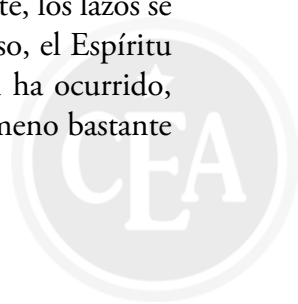 te, los lazos se
so, el Espíritu
ha ocurrido,
meno bastante
CEA